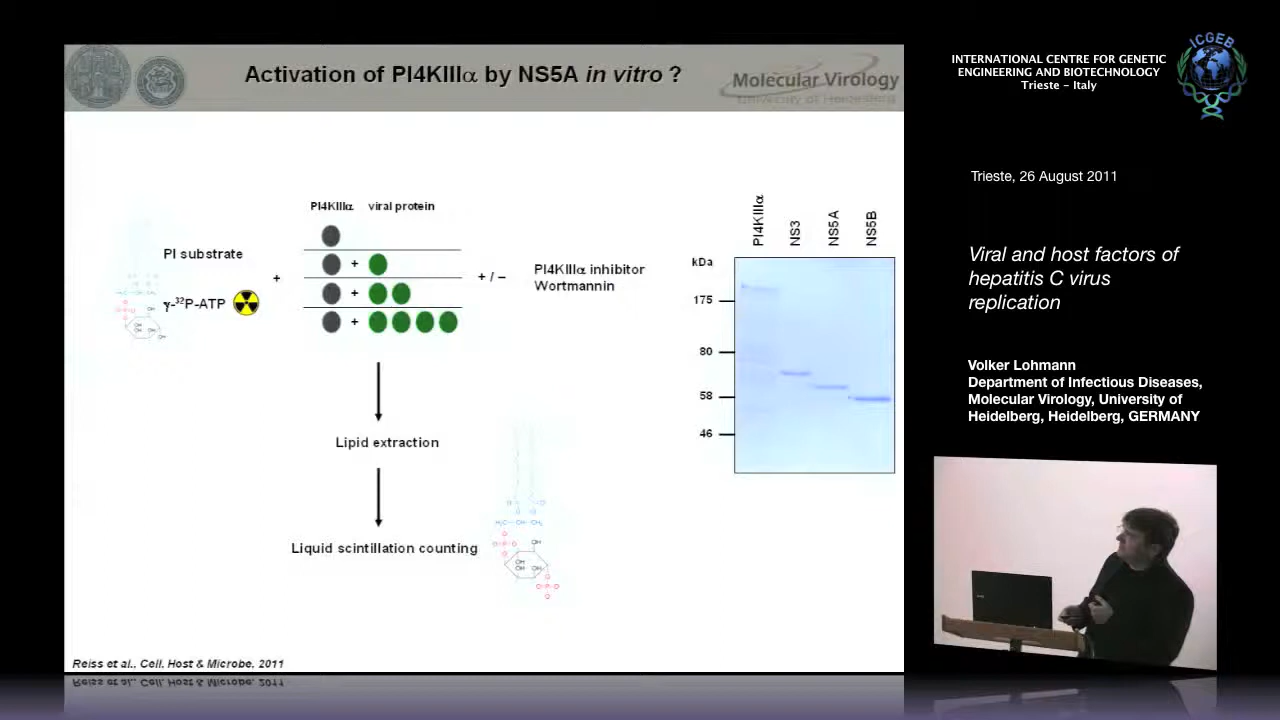 Activation of PI4KIIIα by NS5A in vitro ?
Molecular Virology
University of Heidelberg
PI4KIIIα viral protein
PI substrate
+
γ-³²P-ATP
+
+
+
+ / –
PI4KIIIα inhibitor
Wortmannin
Lipid extraction
Liquid scintillation counting
PI4KIIIα
NS3
NS5A
NS5B
kDa
175
80
58
46
Reiss et al., Cell, Host & Microbe, 2011
INTERNATIONAL CENTRE FOR GENETIC
ENGINEERING AND BIOTECHNOLOGY
Trieste – Italy
ICGEB
Trieste, 26 August 2011
Viral and host factors of
hepatitis C virus
replication
Volker Lohmann
Department of Infectious Diseases,
Molecular Virology, University of
Heidelberg, Heidelberg, GERMANY